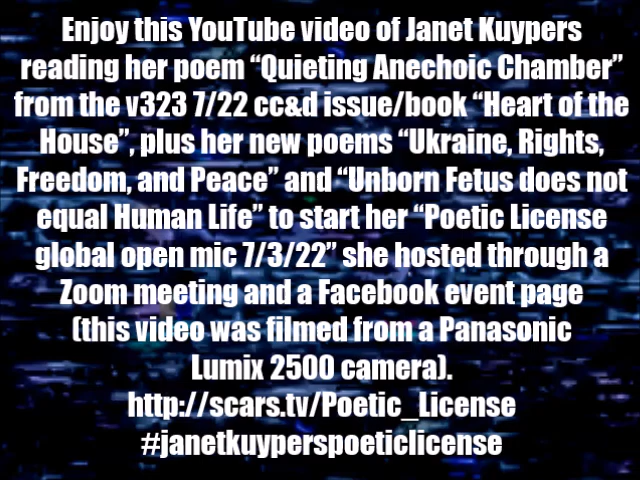 Enjoy this YouTube video of Janet Kuypers
reading her poem “Quieting Anechoic Chamber”
from the v323 7/22 cc&d issue/book “Heart of the
House”, plus her new poems “Ukraine, Rights,
Freedom, and Peace” and “Unborn Fetus does not
equal Human Life” to start her “Poetic License
global open mic 7/3/22” she hosted through a
Zoom meeting and a Facebook event page
(this video was filmed from a Panasonic
Lumix 2500 camera).
http://scars.tv/Poetic_License
#janetkuyperspoeticlicense